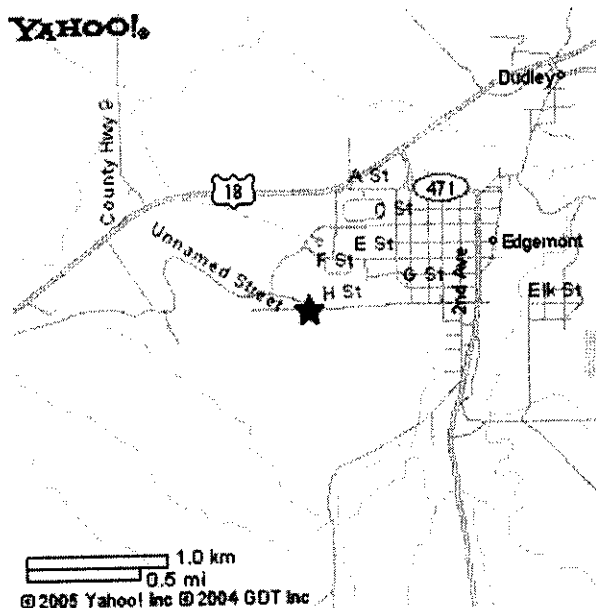 YAHOO!®
Dudley
County Hwy 9
18
A St
471
D St
Unnamed Street
E St
Edgemont
F St
G St
2nd Ave
H St
Elk St
1.0 km
0.5 mi
© 2005 Yahoo! Inc © 2004 GDT Inc